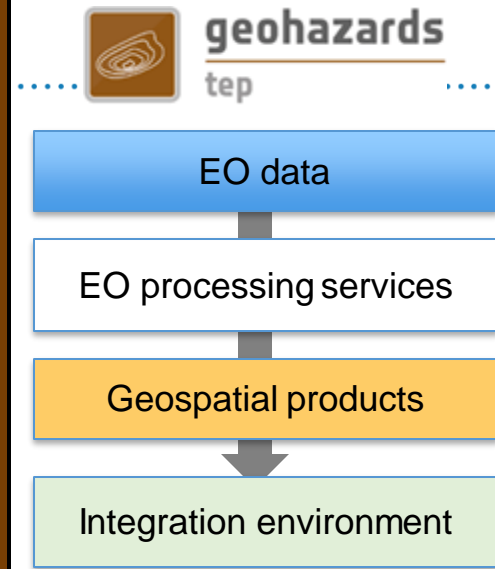 geohazards
tep
EO data
EO processing services
Geospatial products
Integration environment